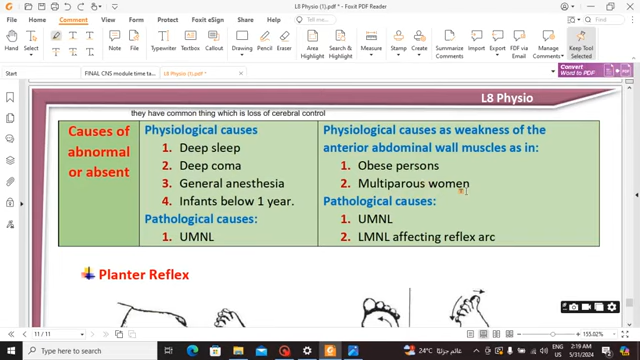 L8 Physio (1).pdf * - Foxit PDF Reader
File Home Comment View Form Protect Foxit eSign Share Help Tell me...
Hand Select Note File Typewriter Textbox Callout Drawing Pencil Eraser Area Highlight Search & Highlight Measure Stamp Create Summarize Comments Import Export FDF via Email Manage Comments Keep Tool Selected
Start FINAL CNS module time ta... L8 Physio (1).pdf *
Convert Word to PDF
L8 Physio
they have common thing which is loss of cerebral control
Causes of abnormal or absent
Physiological causes
1. Deep sleep
2. Deep coma
3. General anesthesia
4. Infants below 1 year.
Pathological causes:
1. UMNL
Physiological causes as weakness of the
anterior abdominal wall muscles as in:
1. Obese persons
2. Multiparous women
Pathological causes:
1. UMNL
2. LMNL affecting reflex arc
Planter Reflex
11 / 11
155.02%
Type here to search
24°C غائم جزئيًا
ENG
2:19 AM
5/31/2024